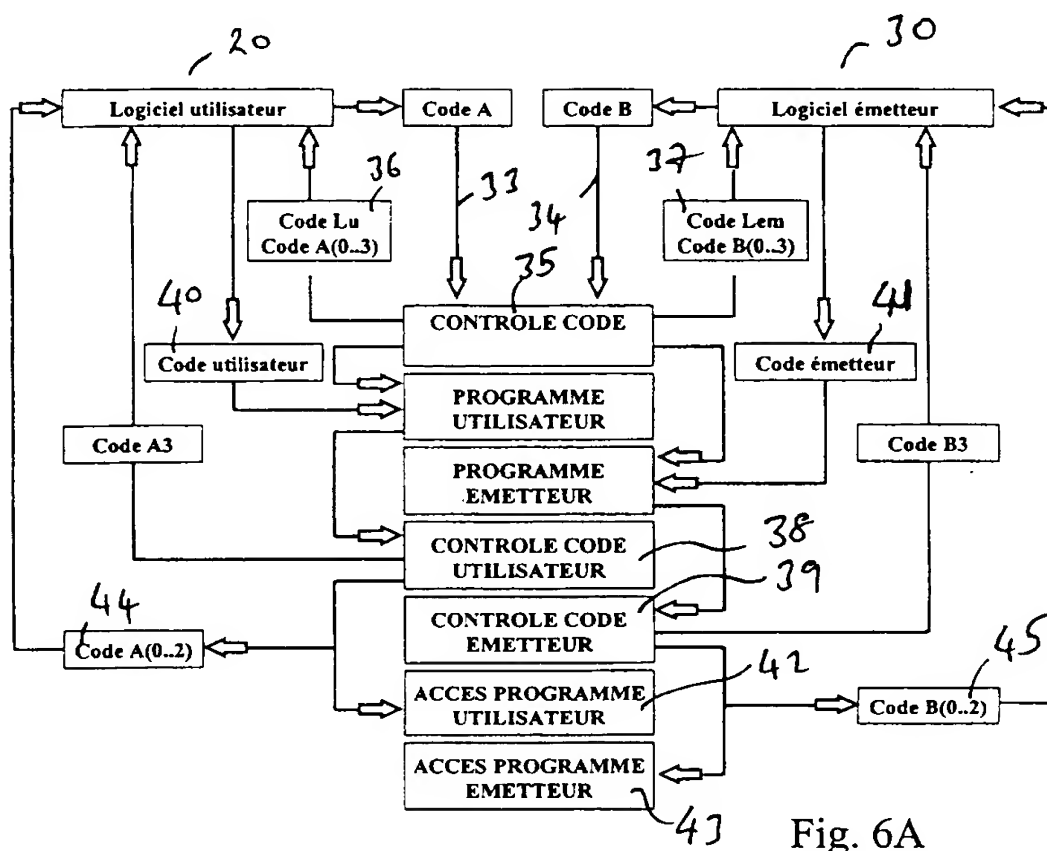 20
30
Logiciel utilisateur
Code A
Code B
Logiciel émetteur
36
33
34
37
Code Lu
Code A(0..3)
Code Lem
Code B(0..3)
35
CONTROLE CODE
40
41
Code utilisateur
Code émetteur
PROGRAMME
UTILISATEUR
Code A3
Code B3
PROGRAMME
EMETTEUR
38
CONTROLE CODE
UTILISATEUR
39
CONTROLE CODE
EMETTEUR
44
Code A(0..2)
42
45
ACCES PROGRAMME
UTILISATEUR
Code B(0..2)
ACCES PROGRAMME
EMETTEUR
43
Fig. 6A